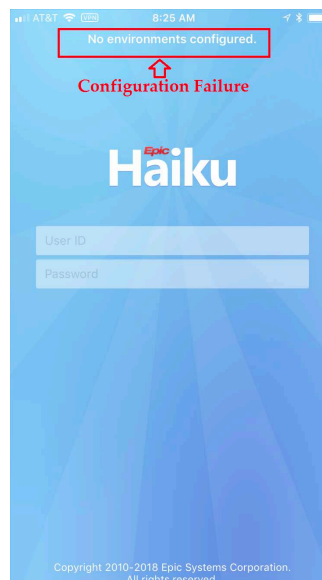 AT&T VPN 8:25 AM
No environments configured.
Configuration Failure
Epic
Haiku
User ID
Password
Copyright 2010-2018 Epic Systems Corporation.
All rights reserved